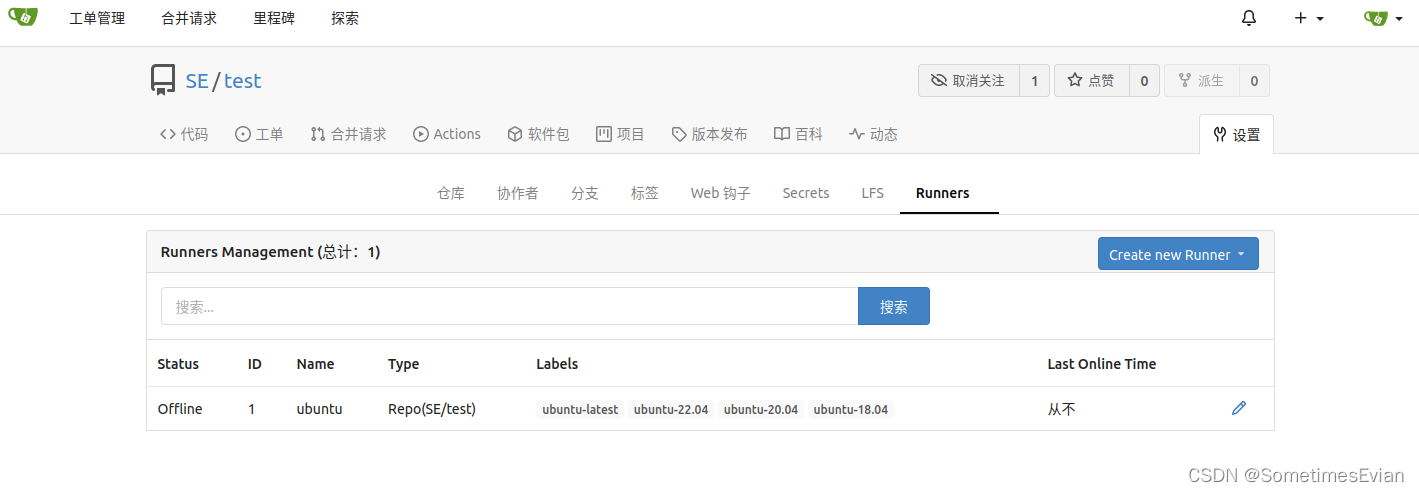 工单管理 合并请求 里程碑 探索
SE / test
取消关注 1 点赞 0 派生 0
代码 工单 合并请求 Actions 软件包 项目 版本发布 百科 动态 设置
仓库 协作者 分支 标签 Web 钩子 Secrets LFS Runners
Runners Management (总计：1)
Create new Runner
搜索...
搜索
Status ID Name Type Labels Last Online Time
Offline 1 ubuntu Repo(SE/test) ubuntu-latest ubuntu-22.04 ubuntu-20.04 ubuntu-18.04 从不
CSDN @SometimesEvian